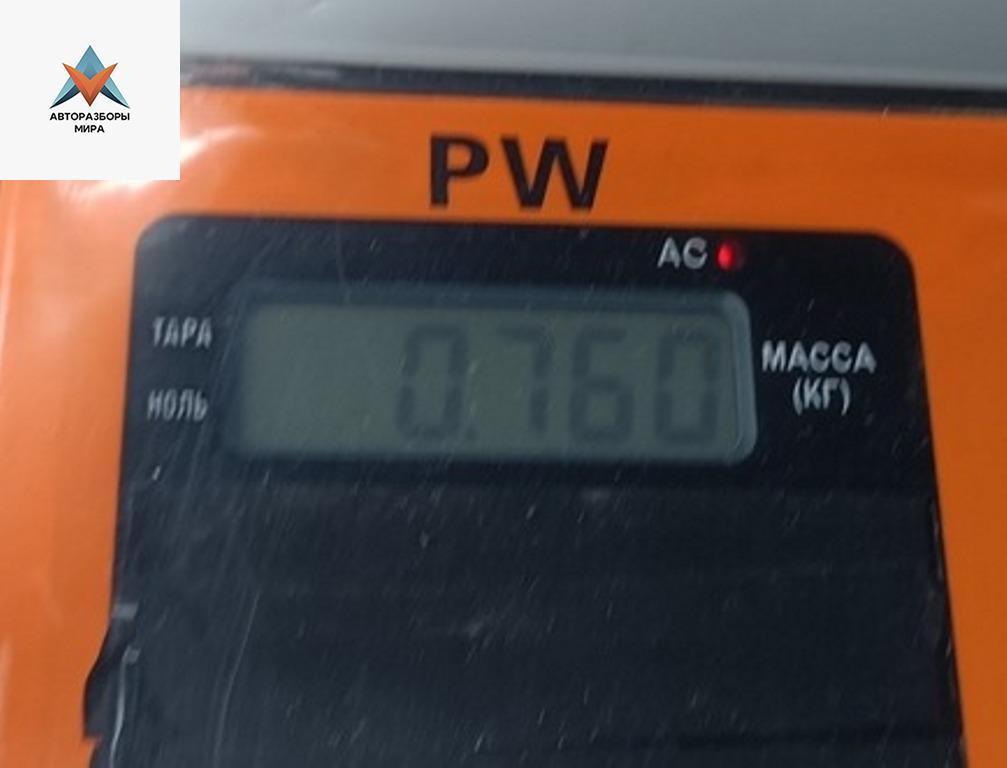 АВТОРАЗБОРЫ
МИРА
PW
AC
ТАРА
0.760
МАССА
(КГ)
НОЛЬ